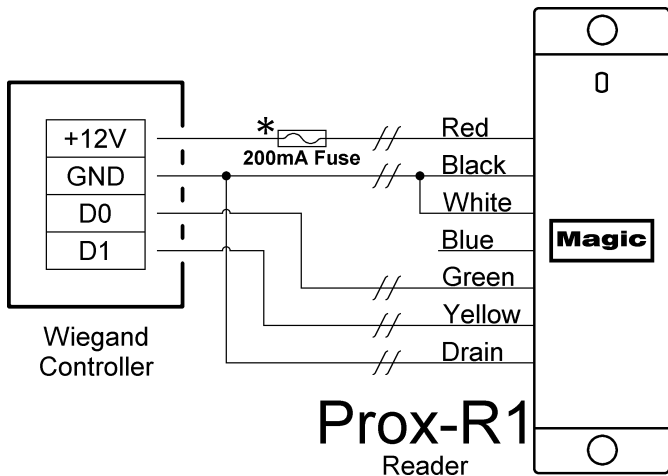 +12V
GND
D0
D1
Wiegand
Controller
*
200mA Fuse
Red
Black
White
Blue
Green
Yellow
Drain
Magic
Prox-R1
Reader